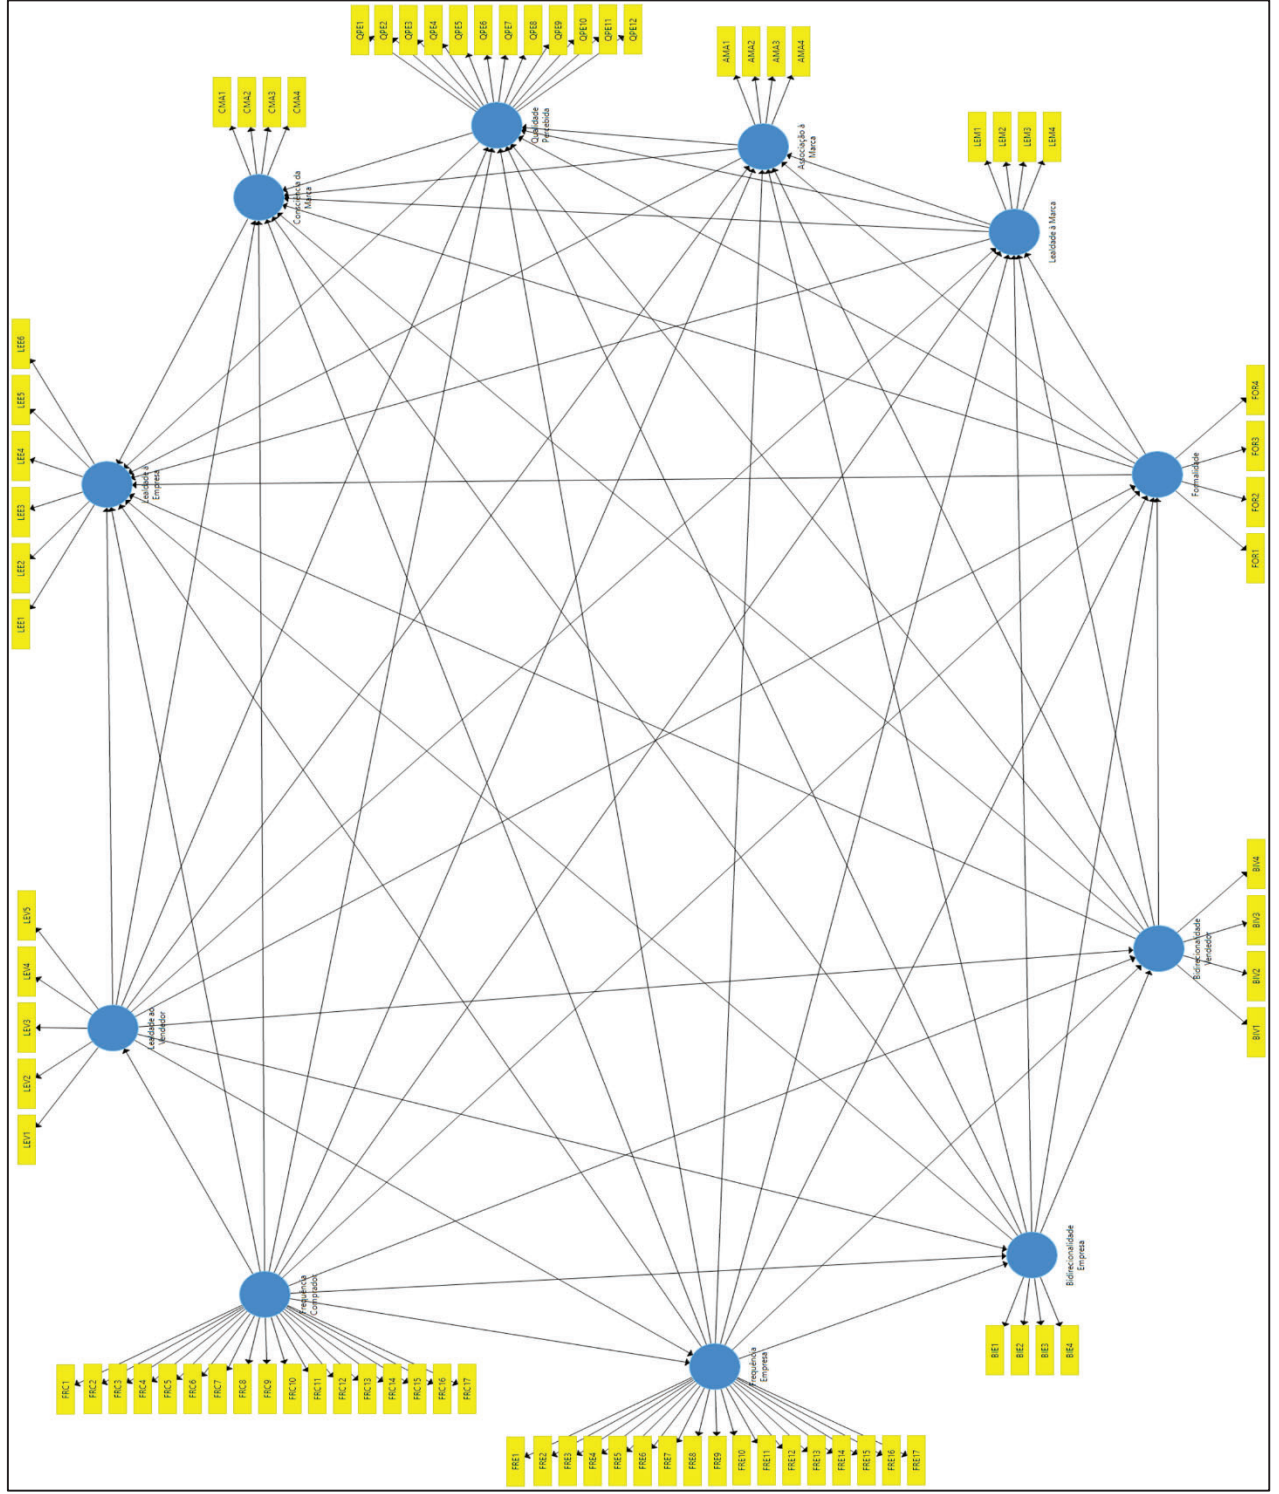 QPE1
QPE2
QPE3
QPE4
QPE5
QPE6
QPE7
QPE8
QPE9
QPE10
QPE11
QPE12
Qualidade
Percebida
AMA1
AMA2
AMA3
AMA4
Associação à
Marca
CMA1
CMA2
CMA3
CMA4
Consciência da
Marca
LEM1
LEM2
LEM3
LEM4
Lealdade à Marca
LEE6
LEE5
LEE4
LEE3
LEE2
LEE1
Lealdade à
Empresa
FOR4
FOR3
FOR2
FOR1
Formalidade
LEV5
LEV4
LEV3
LEV2
LEV1
Lealdade ao
Vendedor
BIV4
BIV3
BIV2
BIV1
Bidirecionalidade
Vendedor
FRC1
FRC2
FRC3
FRC4
FRC5
FRC6
FRC7
FRC8
FRC9
FRC10
FRC11
FRC12
FRC13
FRC14
FRC15
FRC16
FRC17
Frequência
Comprador
BIE1
BIE2
BIE3
BIE4
Bidirecionalidade
Empresa
FRE1
FRE2
FRE3
FRE4
FRE5
FRE6
FRE7
FRE8
FRE9
FRE10
FRE11
FRE12
FRE13
FRE14
FRE15
FRE16
FRE17
Frequência
Empresa